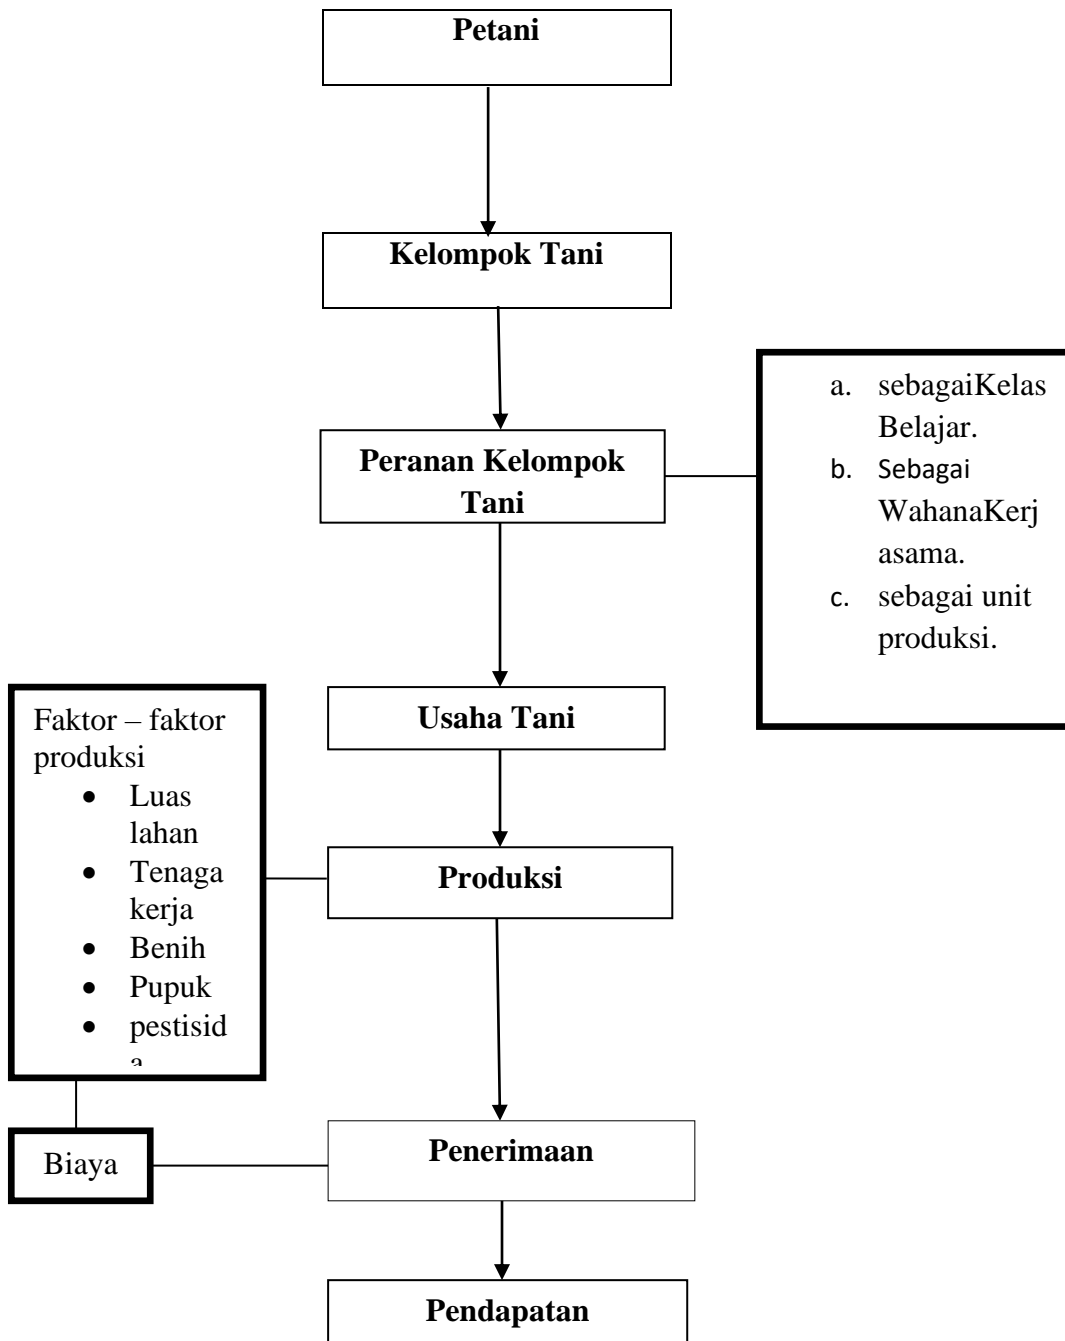 Petani
Kelompok Tani
Peranan Kelompok
Tani
a. sebagaiKelas
Belajar.
b. Sebagai
WahanaKerj
asama.
c. sebagai unit
produksi.
Usaha Tani
Faktor – faktor
produksi
• Luas
lahan
• Tenaga
kerja
• Benih
• Pupuk
• pestisid
a
Produksi
Biaya
Penerimaan
Pendapatan